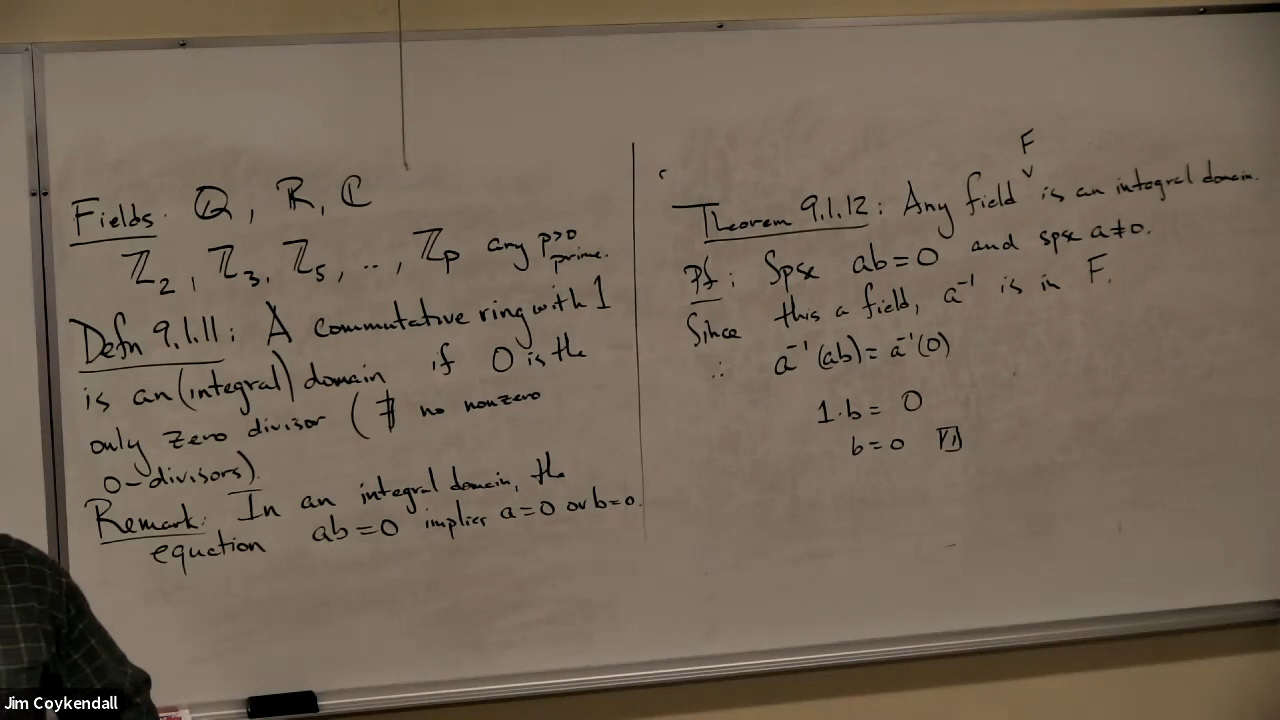 Fields: ℚ, ℝ, ℂ
ℤ₂, ℤ₃, ℤ₅, ..., ℤp any p>0
prime.
Defn 9.1.11: A commutative ring with 1
is an (integral) domain if 0 is the
only zero divisor (∄ no nonzero
0-divisors).
Remark: In an integral domain, the
equation ab=0 implies a=0 or b=0.
F
Theorem 9.1.12: Any field ˅ is an integral domain.
Pf: Spse ab=0 and spse a≠0.
Since this a field, a⁻¹ is in F.
∴ a⁻¹(ab)=a⁻¹(0)
1·b = 0
b=0
Jim Coykendall